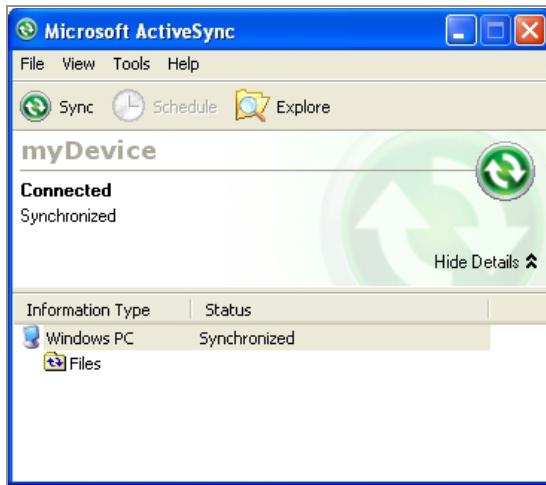 Microsoft ActiveSync
File View Tools Help
Sync Schedule Explore
myDevice
Connected
Synchronized
Hide Details
Information Type Status
Windows PC Synchronized
Files